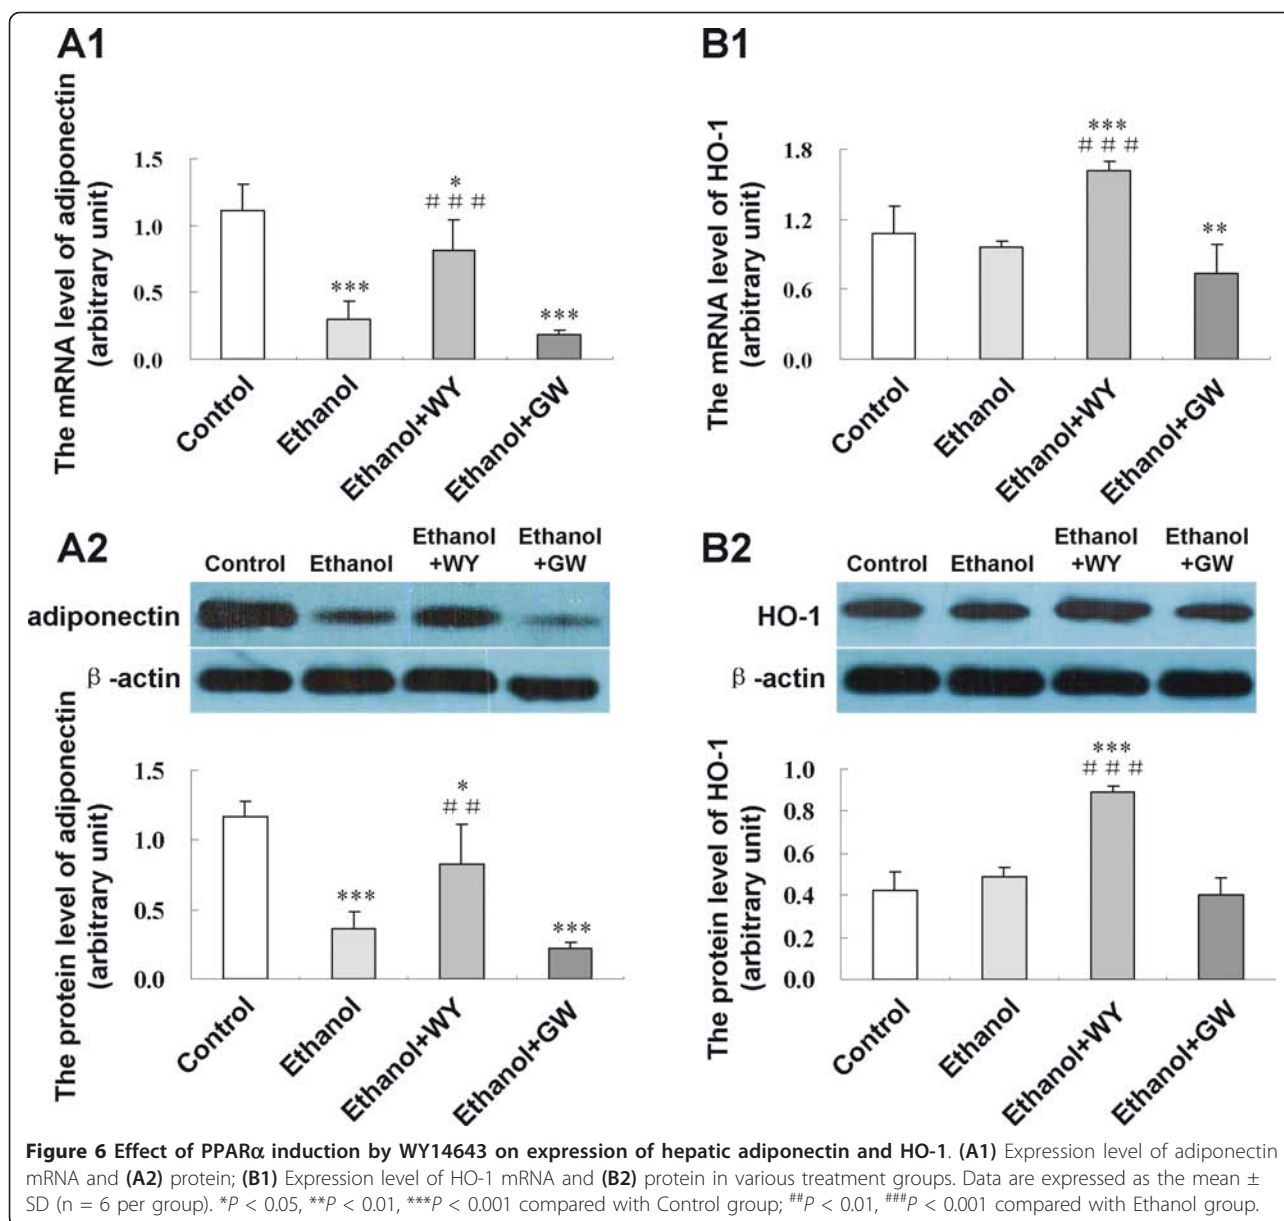 A1
The mRNA level of adiponectin
(arbitrary unit)
1.5
1.0
0.5
0.0
***
*
# # #
***
Control
Ethanol
Ethanol+WY
Ethanol+GW
B1
The mRNA level of HO-1
(arbitrary unit)
1.8
1.2
0.6
0.0
***
# # #
**
Control
Ethanol
Ethanol+WY
Ethanol+GW
A2
Control
Ethanol
Ethanol
+WY
Ethanol
+GW
adiponectin
β -actin
The protein level of adiponectin
(arbitrary unit)
1.5
1.0
0.5
0.0
***
*
# #
***
Control
Ethanol
Ethanol+WY
Ethanol+GW
B2
Control
Ethanol
Ethanol
+WY
Ethanol
+GW
HO-1
β -actin
The protein level of HO-1
(arbitrary unit)
1.0
0.8
0.6
0.4
0.2
0.0
***
# # #
Control
Ethanol
Ethanol+WY
Ethanol+GW
Figure 6 Effect of PPARα induction by WY14643 on expression of hepatic adiponectin and HO-1. (A1) Expression level of adiponectin
mRNA and (A2) protein; (B1) Expression level of HO-1 mRNA and (B2) protein in various treatment groups. Data are expressed as the mean ±
SD (n = 6 per group). *P < 0.05, **P < 0.01, ***P < 0.001 compared with Control group; ##P < 0.01, ###P < 0.001 compared with Ethanol group.